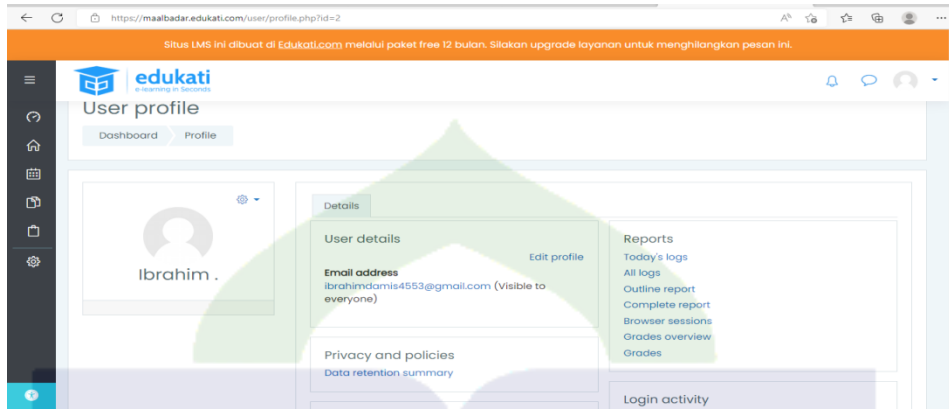 https://maalbadar.edukati.com/user/profile.php?id=2
Situs LMS ini dibuat di Edukati.com melalui paket free 12 bulan. Silakan upgrade layanan untuk menghilangkan pesan ini.
edukati
e-learning in Seconds
User profile
Dashboard
Profile
Ibrahim .
Details
User details
Edit profile
Email address
ibrahimdamis4553@gmail.com (Visible to
everyone)
Privacy and policies
Data retention summary
Reports
Today's logs
All logs
Outline report
Complete report
Browser sessions
Grades overview
Grades
Login activity